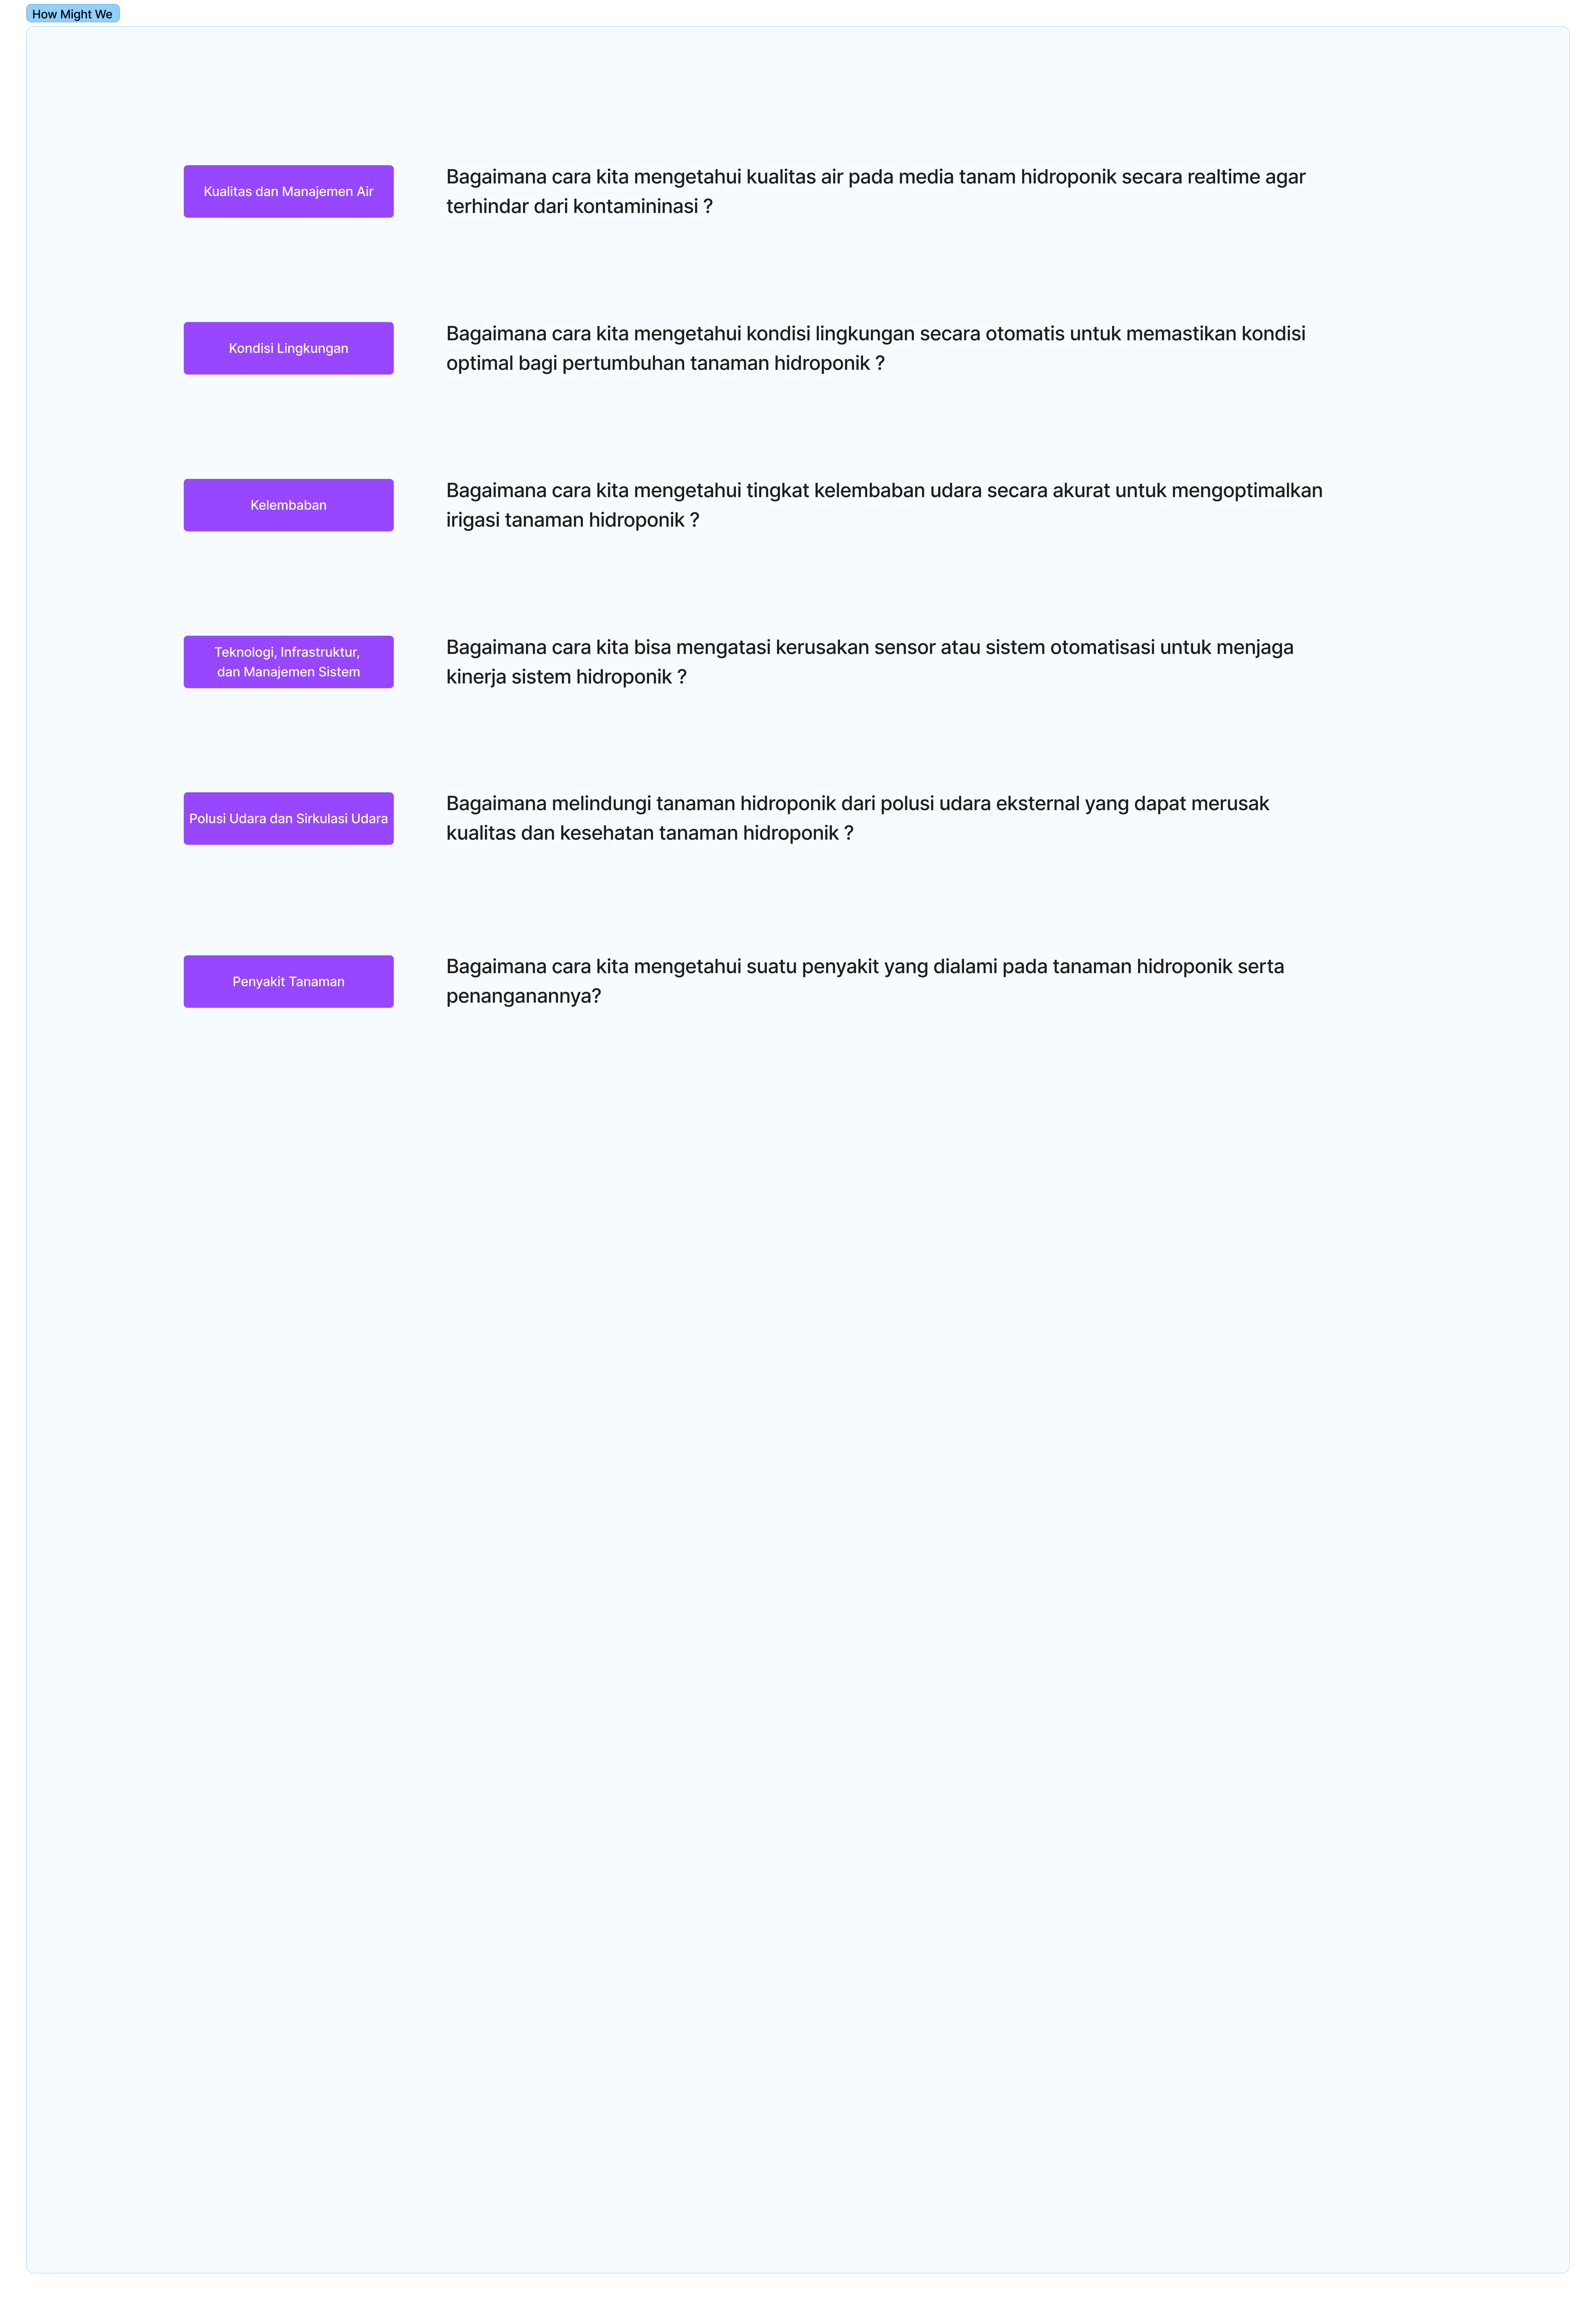 How Might We
Kualitas dan Manajemen Air
Bagaimana cara kita mengetahui kualitas air pada media tanam hidroponik secara realtime agar
terhindar dari kontamininasi ?
Kondisi Lingkungan
Bagaimana cara kita mengetahui kondisi lingkungan secara otomatis untuk memastikan kondisi
optimal bagi pertumbuhan tanaman hidroponik ?
Kelembaban
Bagaimana cara kita mengetahui tingkat kelembaban udara secara akurat untuk mengoptimalkan
irigasi tanaman hidroponik ?
Teknologi, Infrastruktur,
dan Manajemen Sistem
Bagaimana cara kita bisa mengatasi kerusakan sensor atau sistem otomatisasi untuk menjaga
kinerja sistem hidroponik ?
Polusi Udara dan Sirkulasi Udara
Bagaimana melindungi tanaman hidroponik dari polusi udara eksternal yang dapat merusak
kualitas dan kesehatan tanaman hidroponik ?
Penyakit Tanaman
Bagaimana cara kita mengetahui suatu penyakit yang dialami pada tanaman hidroponik serta
penanganannya?